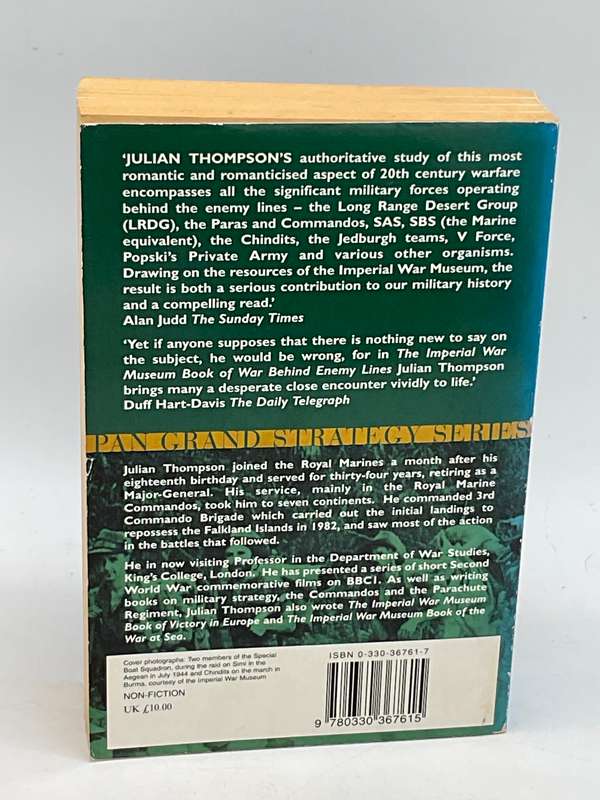 'JULIAN THOMPSON'S authoritative study of this most
romantic and romanticised aspect of 20th century warfare
encompasses all the significant military forces operating
behind the enemy lines – the Long Range Desert Group
(LRDG), the Paras and Commandos, SAS, SBS (the Marine
equivalent), the Chindits, the Jedburgh teams, V Force,
Popski's Private Army and various other organisms.
Drawing on the resources of the Imperial War Museum, the
result is both a serious contribution to our military history
and a compelling read.'
Alan Judd The Sunday Times
'Yet if anyone supposes that there is nothing new to say on
the subject, he would be wrong, for in The Imperial War
Museum Book of War Behind Enemy Lines Julian Thompson
brings many a desperate close encounter vividly to life.'
Duff Hart-Davis The Daily Telegraph
PAN GRAND STRATEGY SERIES
Julian Thompson joined the Royal Marines a month after his
eighteenth birthday and served for thirty-four years, retiring as a
Major-General. His service, mainly in the Royal Marine
Commandos, took him to seven continents. He commanded 3rd
Commando Brigade which carried out the initial landings to
repossess the Falkland Islands in 1982, and saw most of the action
in the battles that followed.
He in now visiting Professor in the Department of War Studies,
King's College, London. He has presented a series of short Second
World War commemorative films on BBC1. As well as writing
books on military strategy, the Commandos and the Parachute
Regiment, Julian Thompson also wrote The Imperial War Museum
Book of Victory in Europe and The Imperial War Museum Book of the
War at Sea.
Cover photographs: Two members of the Special
Boat Squadron, during the raid on Simi in the
Aegean in July 1944 and Chindits on the march in
Burma, courtesy of the Imperial War Museum
NON-FICTION
UK £10.00
ISBN 0-330-36761-7
9 780330 367615